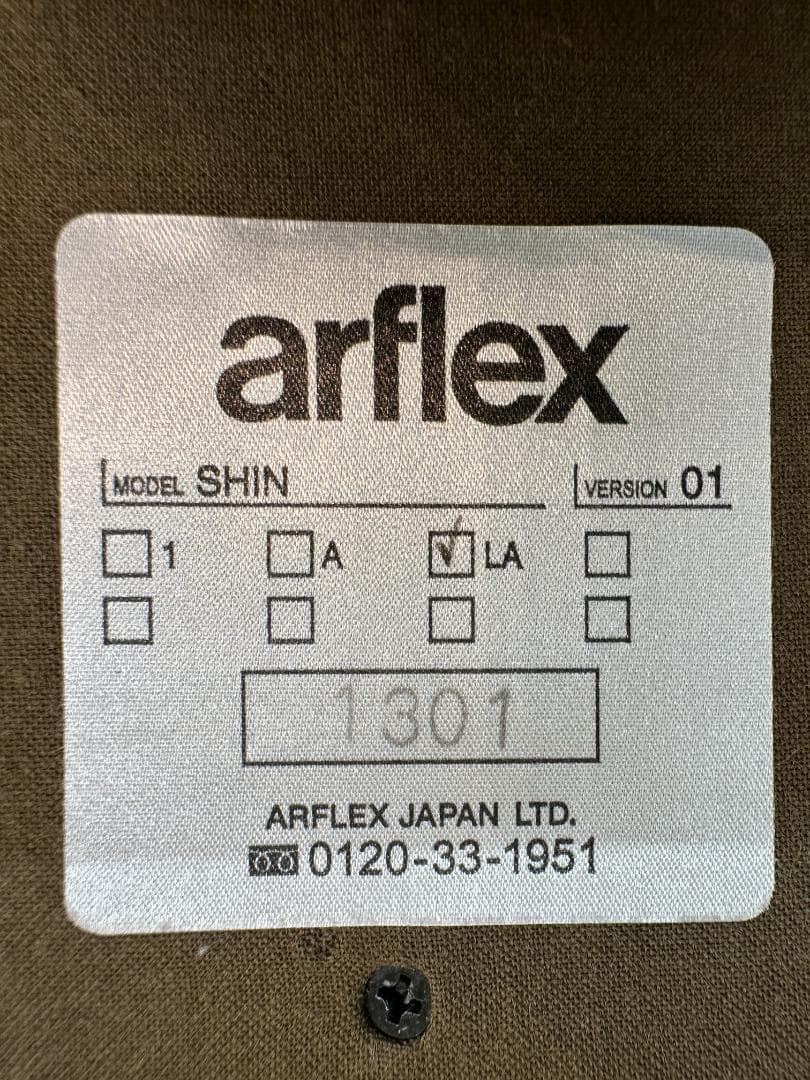 arflex
MODEL SHIN VERSION 01
1 A LA
1301
ARFLEX JAPAN LTD.
0120-33-1951